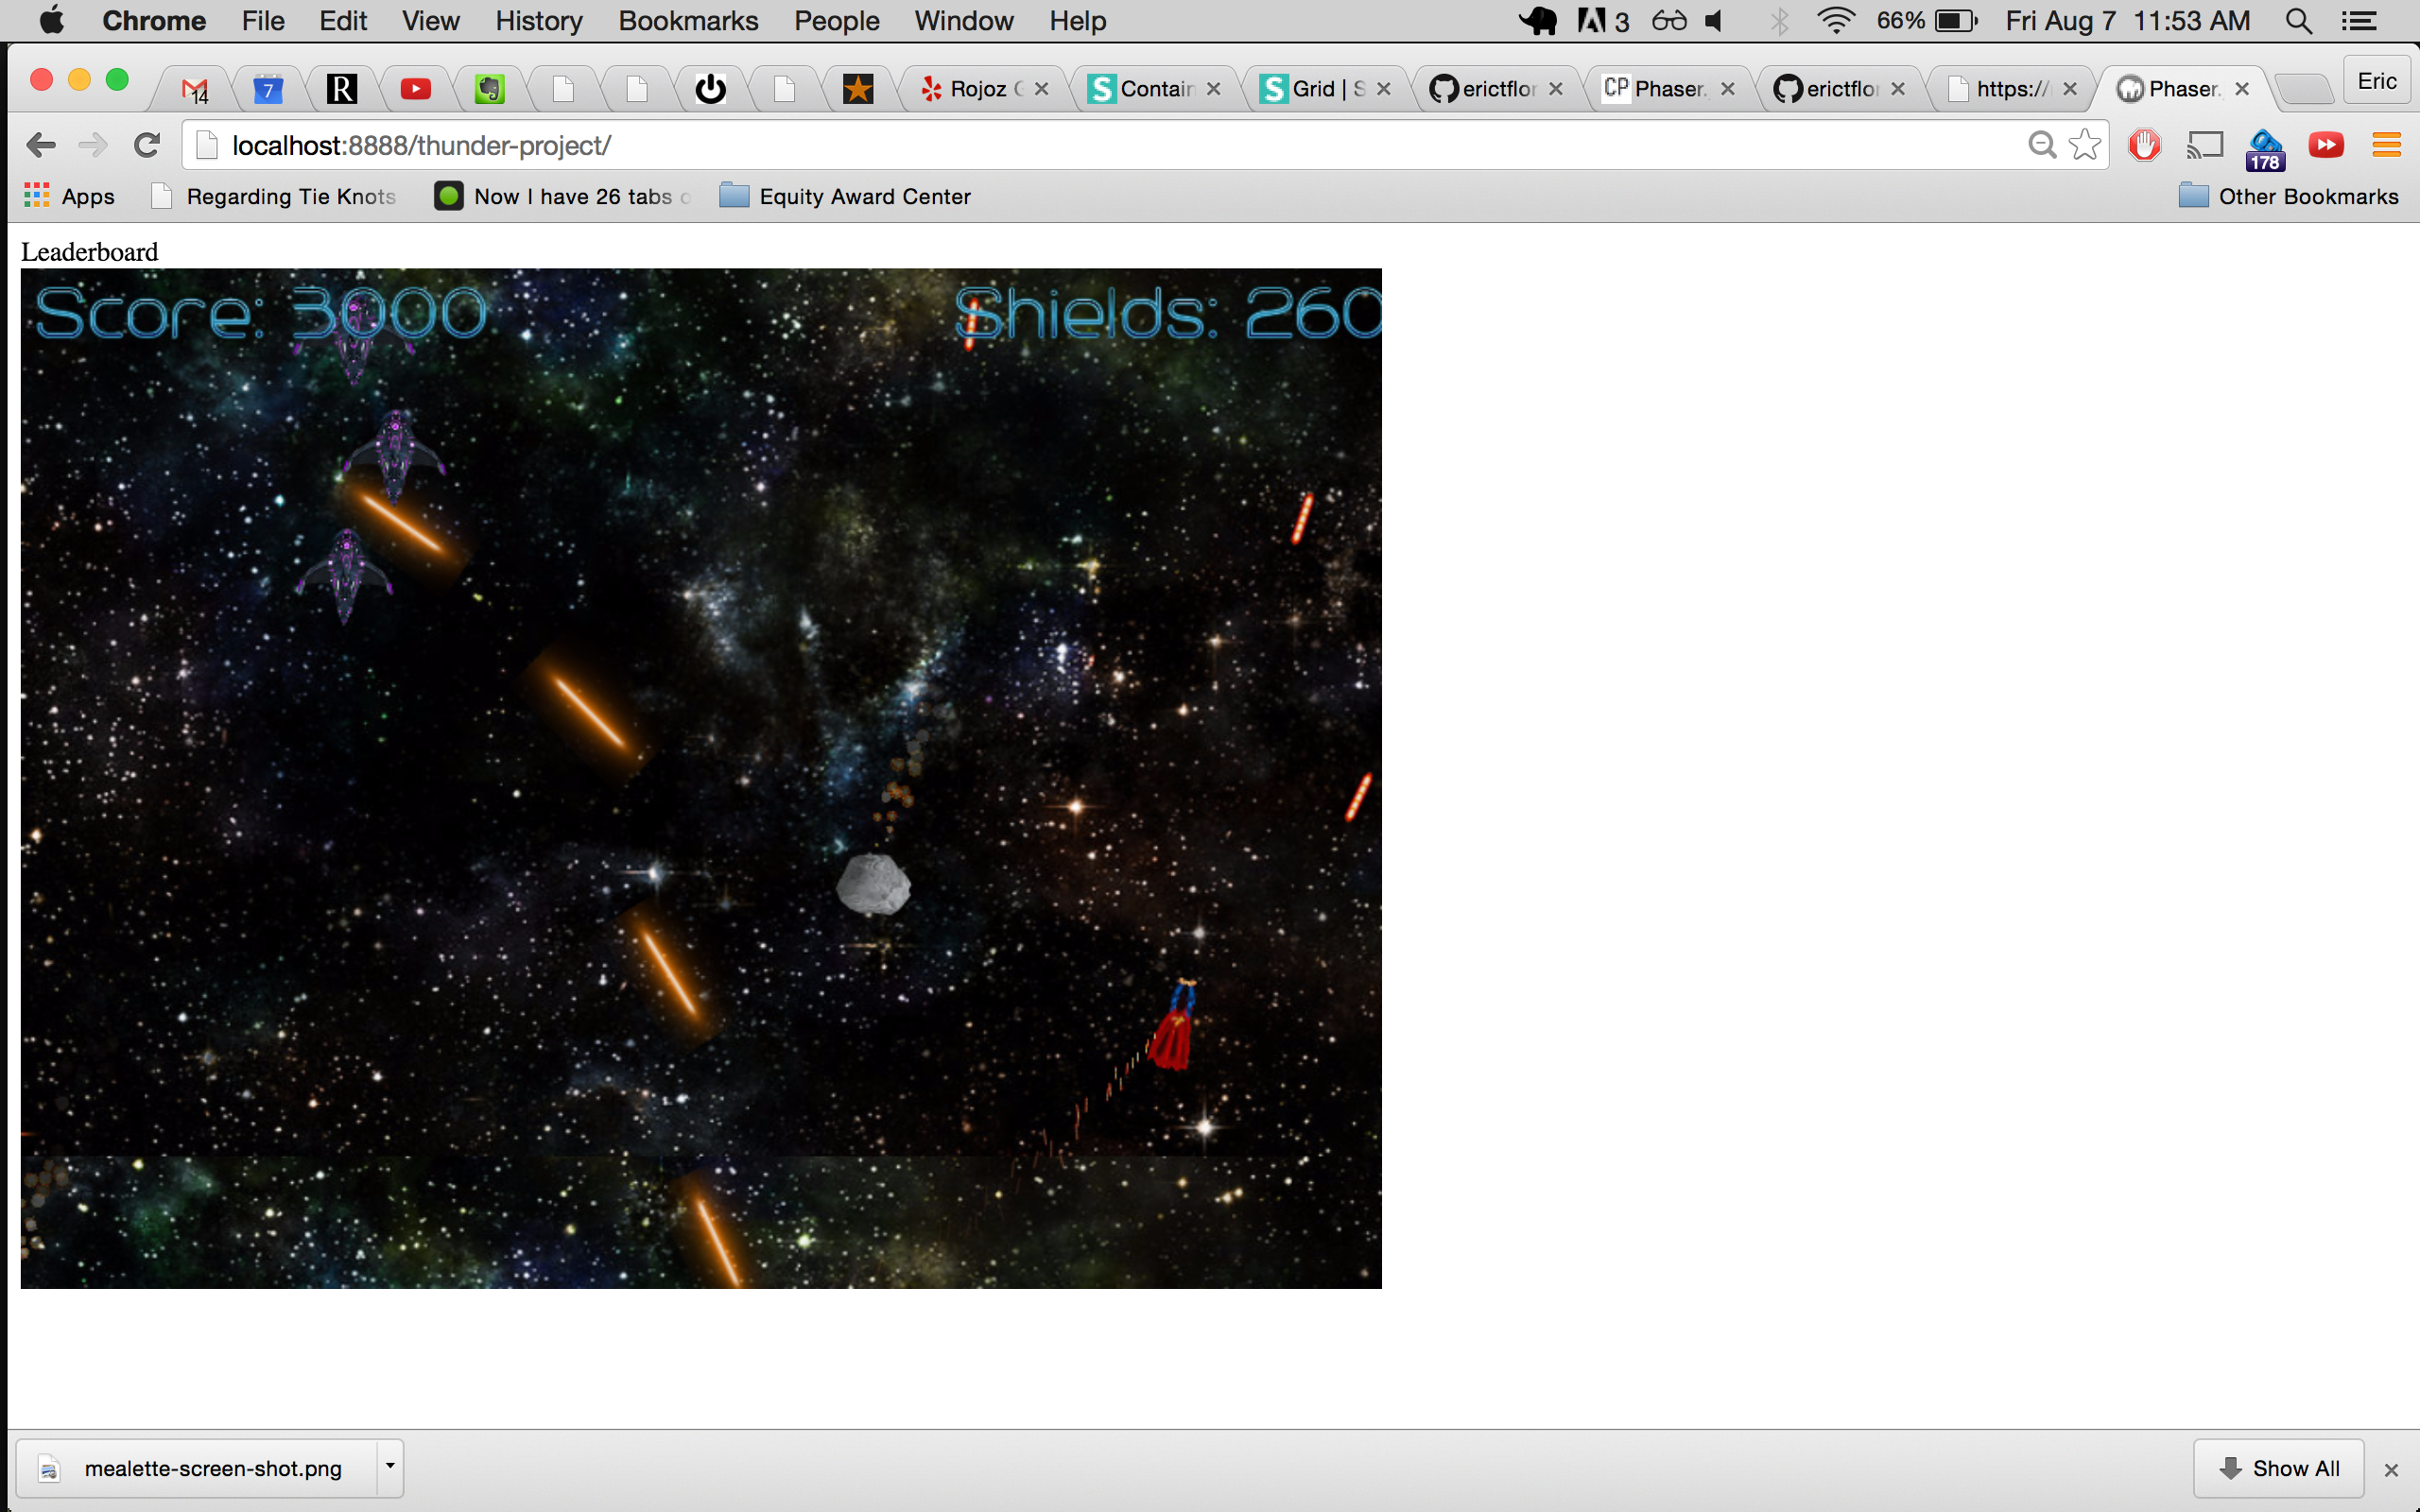 Chrome File Edit View History Bookmarks People Window Help 3 66% Fri Aug 7 11:53 AM
14 7 R Rojoz S Contain S Grid | S erictflor CP Phaser. erictflor https:// Phaser. Eric
localhost:8888/thunder-project/ 178
Apps Regarding Tie Knots Now I have 26 tabs Equity Award Center Other Bookmarks
Leaderboard
Score: 3000 Shields: 260
mealette-screen-shot.png Show All